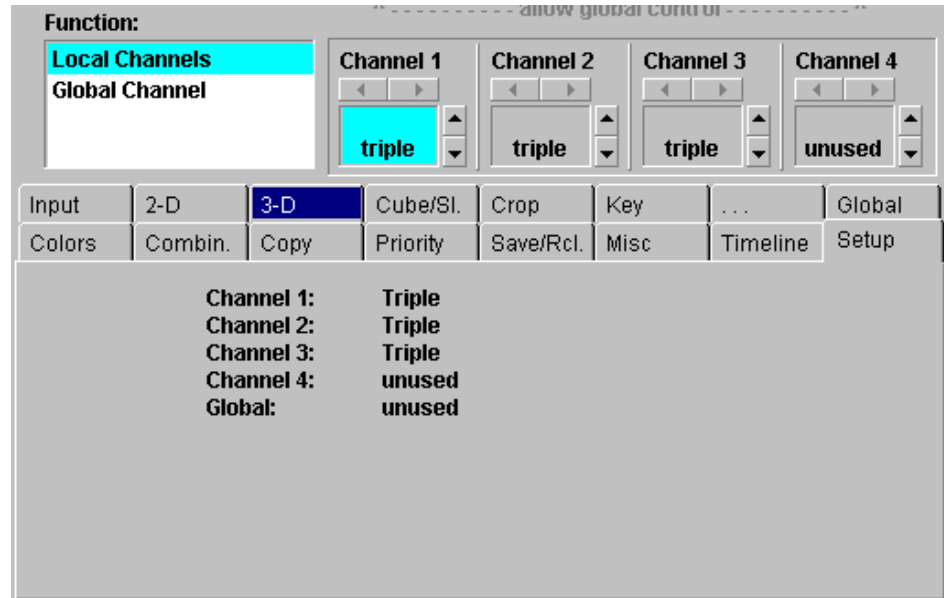 ^ - - - - - - - - - - allow global control - - - - - - - - - - ^
Function:
Local Channels
Global Channel
Channel 1 Channel 2 Channel 3 Channel 4
triple triple triple unused
Input 2-D 3-D Cube/Sl. Crop Key . . . Global
Colors Combin. Copy Priority Save/Rcl. Misc Timeline Setup
Channel 1: Triple
Channel 2: Triple
Channel 3: Triple
Channel 4: unused
Global: unused